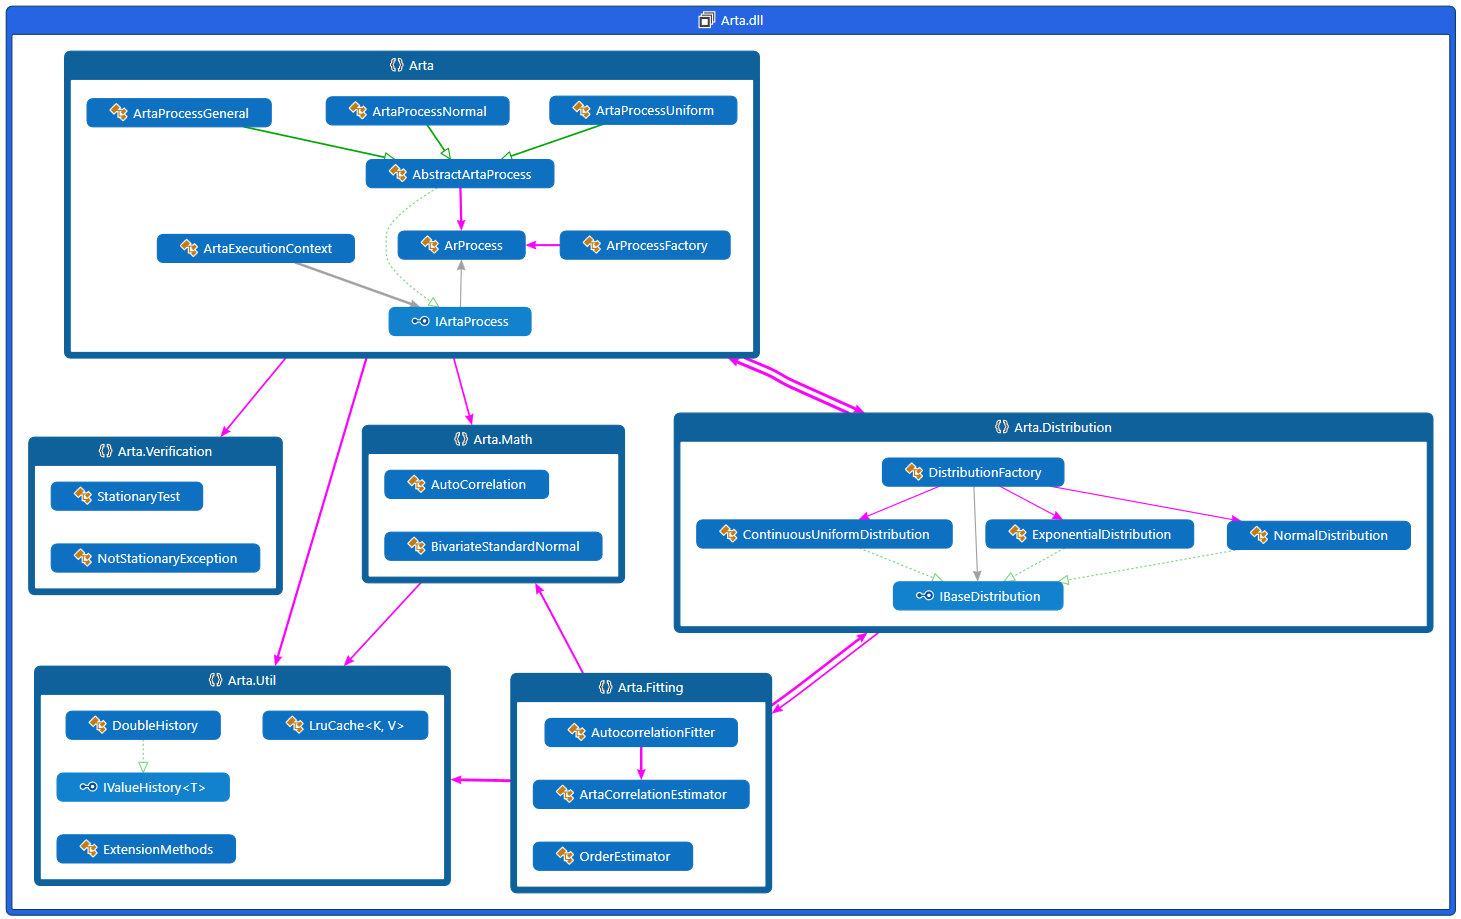 Arta.dll
Arta
ArtaProcessGeneral
ArtaProcessNormal
ArtaProcessUniform
AbstractArtaProcess
ArtaExecutionContext
ArProcess
ArProcessFactory
IArtaProcess
Arta.Verification
StationaryTest
NotStationaryException
Arta.Math
AutoCorrelation
BivariateStandardNormal
Arta.Distribution
DistributionFactory
ContinuousUniformDistribution
ExponentialDistribution
NormalDistribution
IBaseDistribution
Arta.Util
DoubleHistory
LruCache<K, V>
IValueHistory<T>
ExtensionMethods
Arta.Fitting
AutocorrelationFitter
ArtaCorrelationEstimator
OrderEstimator